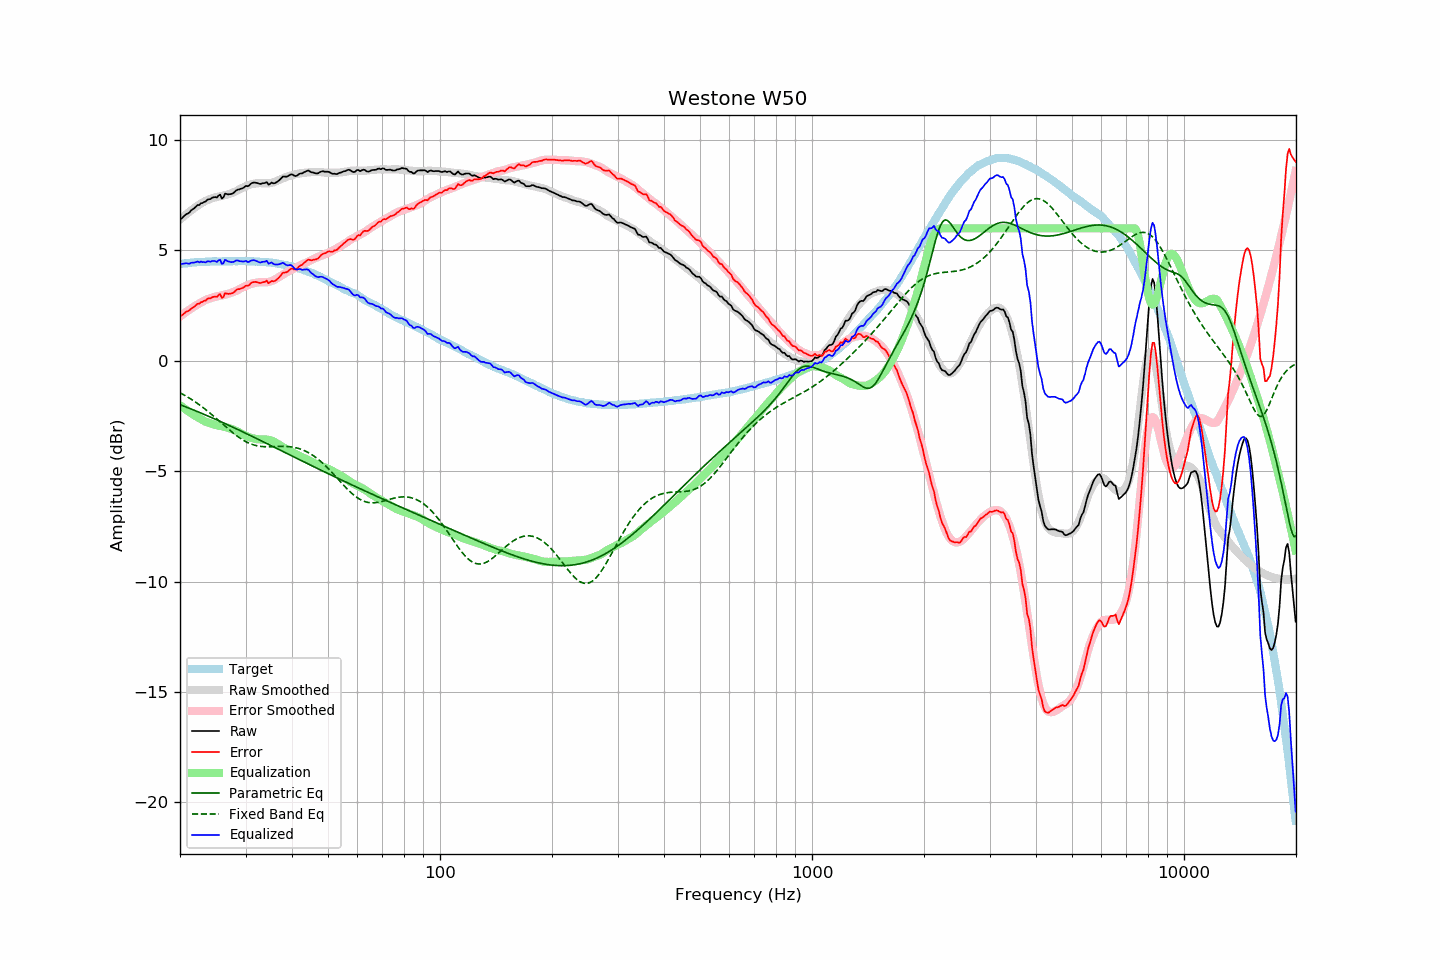 Westone W50
10
5
0
−5
−10
−15
−20
Amplitude (dBr)
Target
Raw Smoothed
Error Smoothed
Raw
Error
Equalization
Parametric Eq
Fixed Band Eq
Equalized
100
1000
10000
Frequency (Hz)